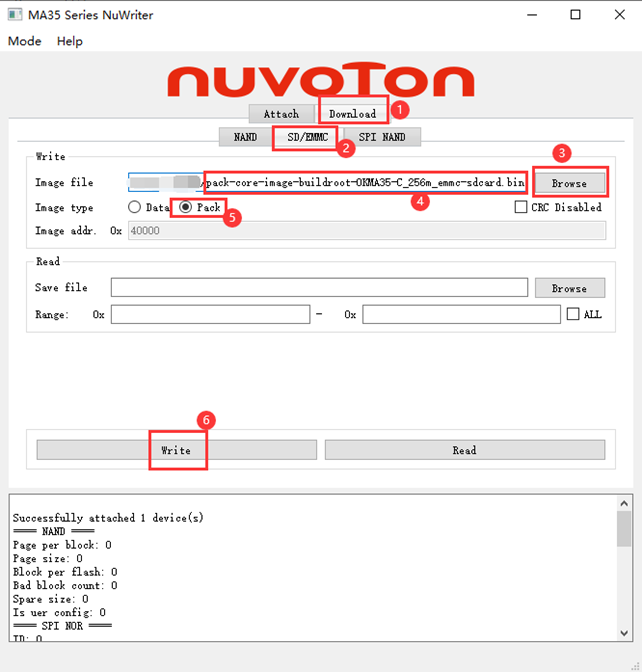 MA35 Series NuWriter
Mode Help
nuvoTon
Attach Download 1
NAND SD/EMMC 2 SPI NAND
Write 3
Image file /pack-core-image-buildroot-OKMA35-C_256m_emmc-sdcard.bin Browse
4
Image type Data Pack 5 CRC Disabled
Image addr. 0x 40000
Read
Save file Browse
Range: 0x - 0x ALL
6
Write Read
Successfully attached 1 device(s)
==== NAND ====
Page per block: 0
Page size: 0
Block per flash: 0
Bad block count: 0
Spare size: 0
Is uer config: 0
==== SPI NOR ====
ID: 0